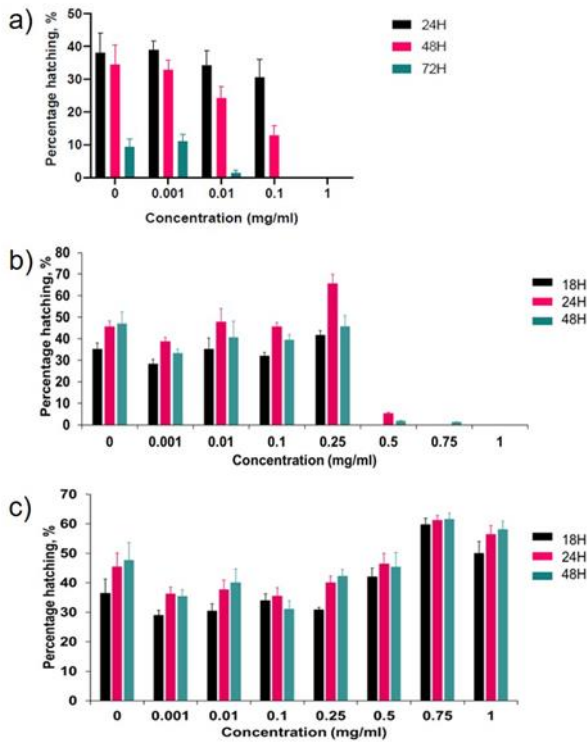 a)
Percentage hatching, %
50
40
30
20
10
0
0 0.001 0.01 0.1 1
Concentration (mg/ml)
24H
48H
72H
b)
Percentage hatching, %
80
70
60
50
40
30
20
10
0
0 0.001 0.01 0.1 0.25 0.5 0.75 1
Concentration (mg/ml)
18H
24H
48H
c)
Percentage hatching, %
70
60
50
40
30
20
10
0
0 0.001 0.01 0.1 0.25 0.5 0.75 1
Concentration (mg/ml)
18H
24H
48H